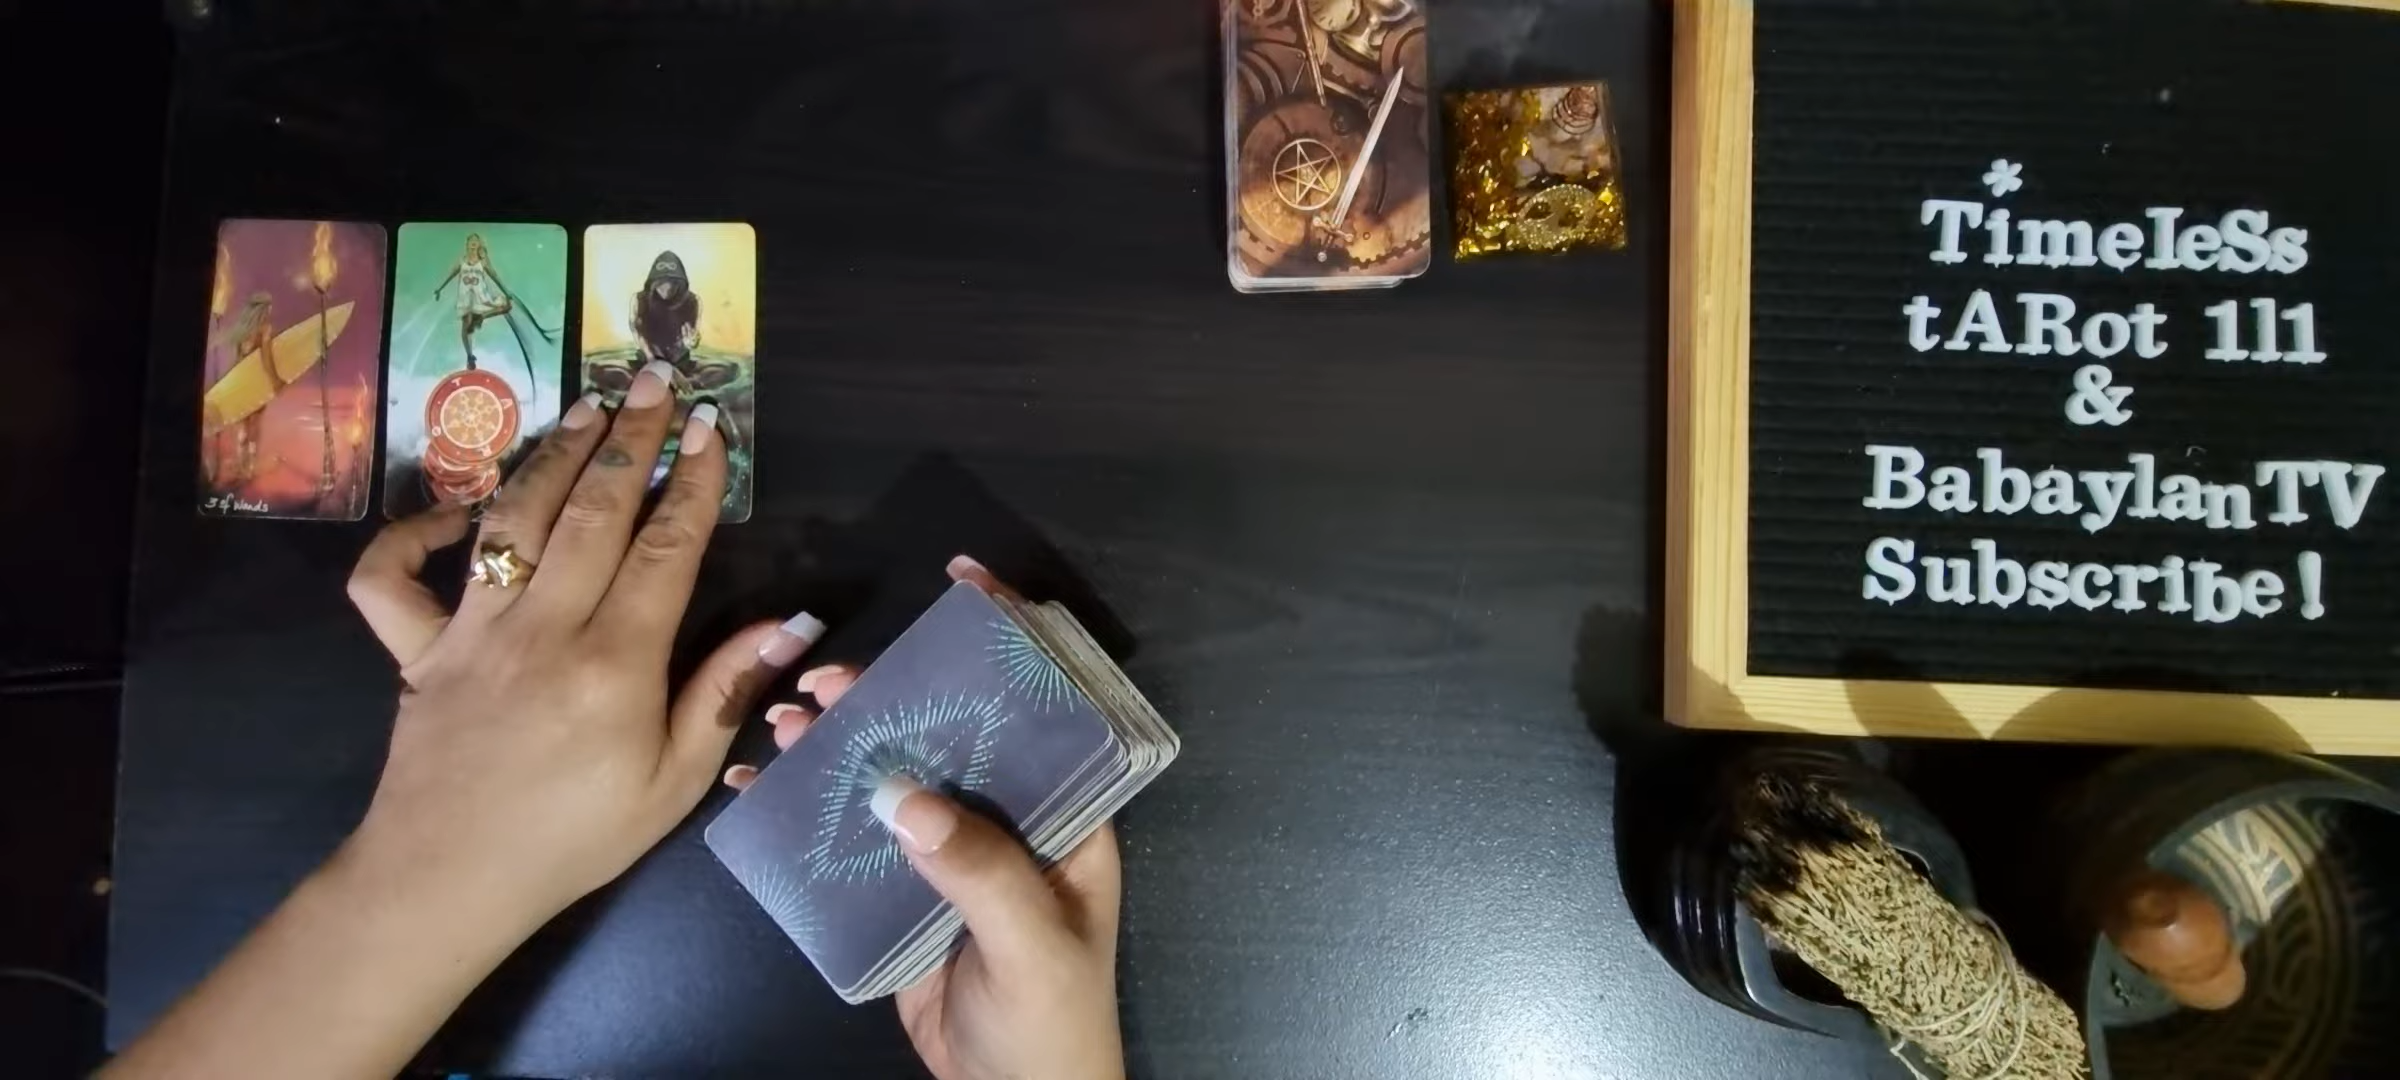 3 of Wands
TimeleSs
tARot 111
&
BabaylanTV
Subscribe!